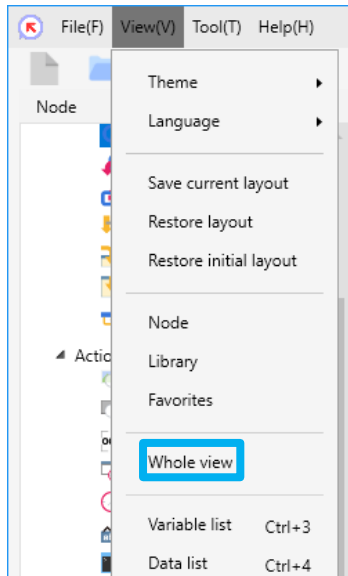 File(F) View(V) Tool(T) Help(H)
Theme
Node
Language
Save current layout
Restore layout
Restore initial layout
Node
Actio
Library
Favorites
Whole view
Variable list Ctrl+3
Data list Ctrl+4